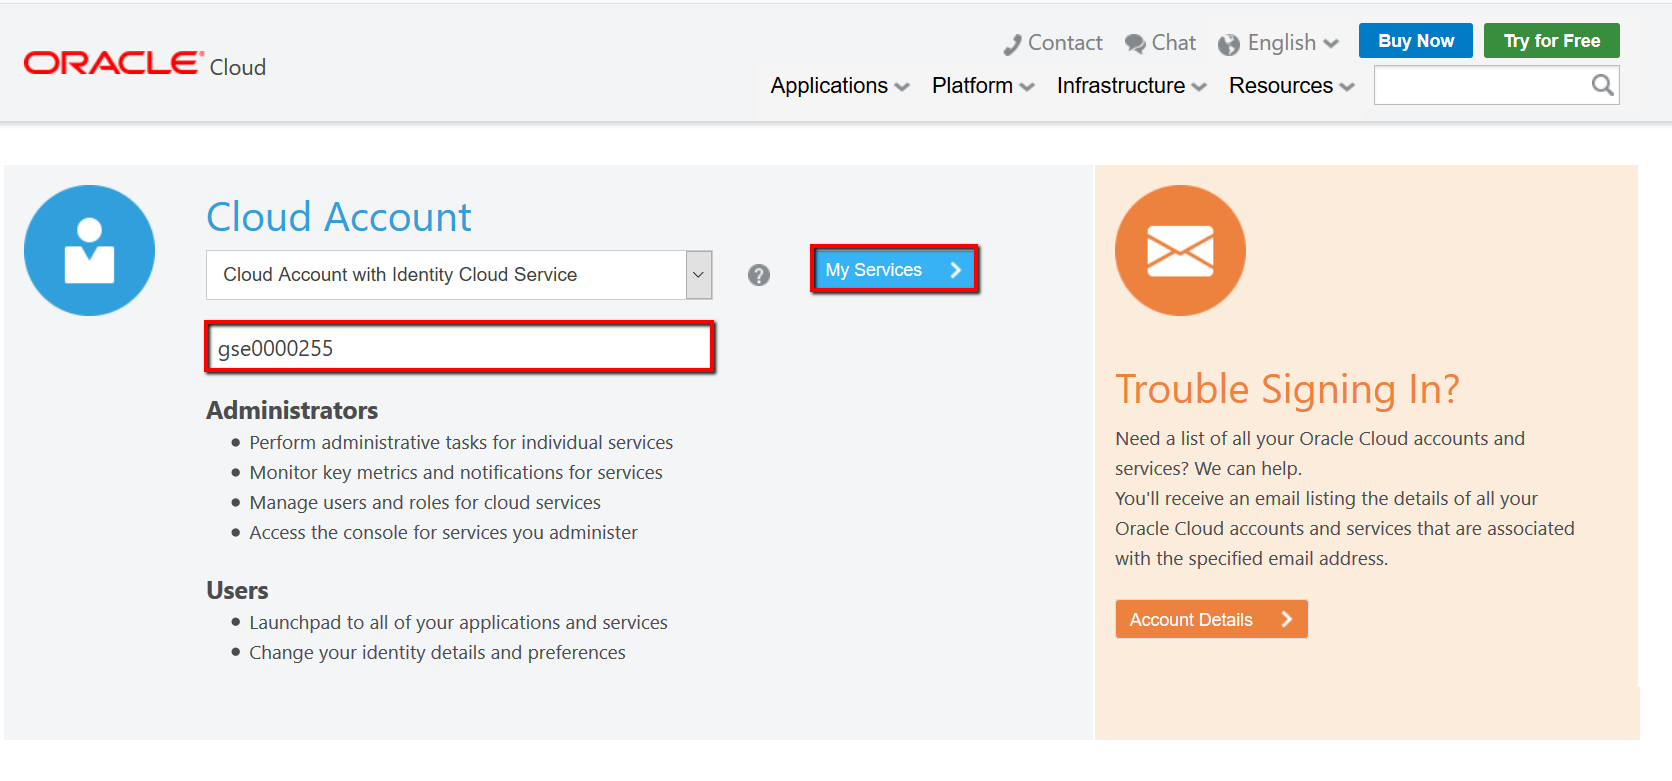 Contact Chat English Buy Now Try for Free
ORACLE® Cloud
Applications Platform Infrastructure Resources
Cloud Account
Cloud Account with Identity Cloud Service ? My Services
gse0000255
Administrators
• Perform administrative tasks for individual services
• Monitor key metrics and notifications for services
• Manage users and roles for cloud services
• Access the console for services you administer
Users
• Launchpad to all of your applications and services
• Change your identity details and preferences
Trouble Signing In?
Need a list of all your Oracle Cloud accounts and
services? We can help.
You'll receive an email listing the details of all your
Oracle Cloud accounts and services that are associated
with the specified email address.
Account Details